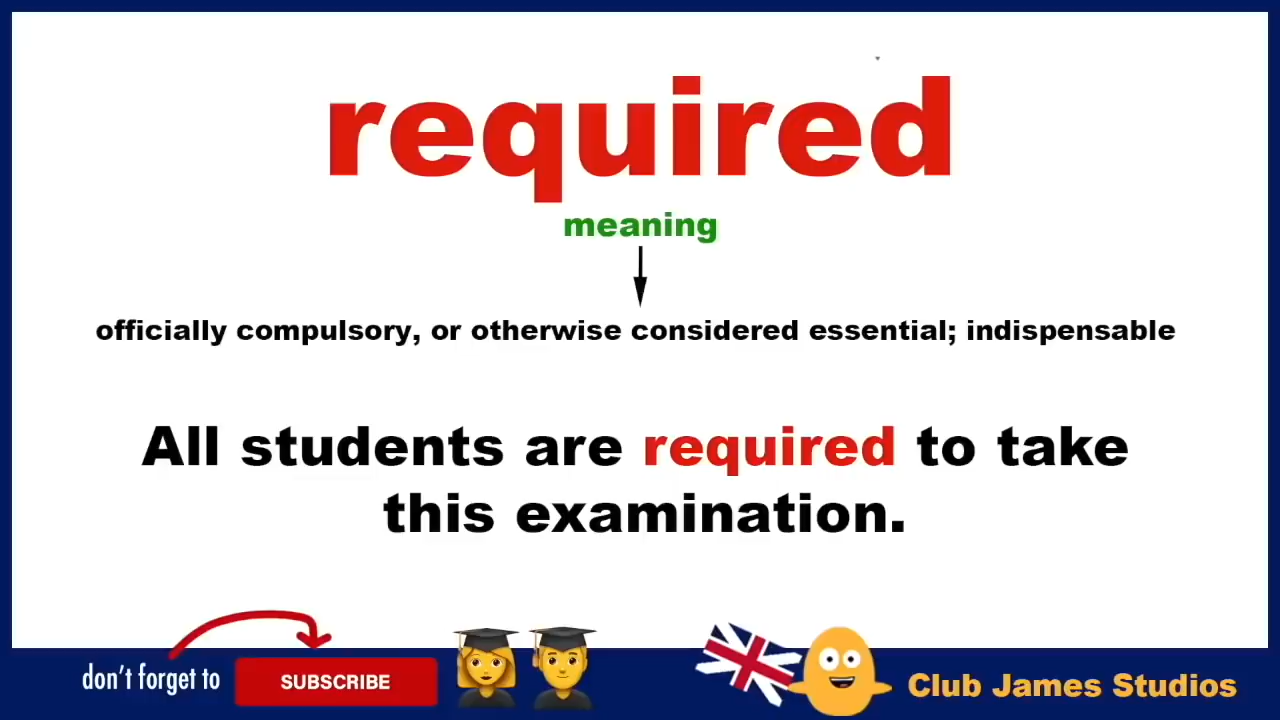 required
meaning
officially compulsory, or otherwise considered essential; indispensable
All students are required to take
this examination.
don't forget to
SUBSCRIBE
Club James Studios